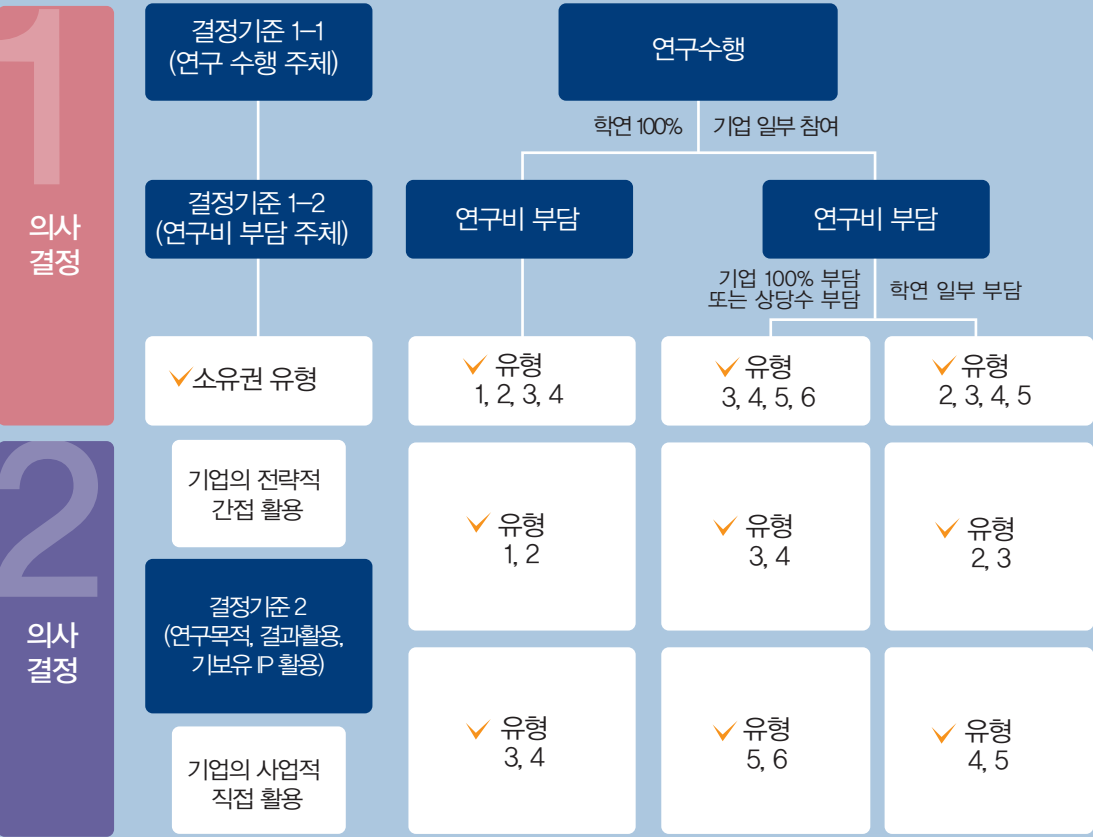 1
의사
결정
결정기준 1-1
(연구 수행 주체)
연구수행
학연 100%
기업 일부 참여
결정기준 1-2
(연구비 부담 주체)
연구비 부담
연구비 부담
기업 100% 부담
또는 상당수 부담
학연 일부 부담
소유권 유형
유형
1, 2, 3, 4
유형
3, 4, 5, 6
유형
2, 3, 4, 5
2
의사
결정
기업의 전략적
간접 활용
유형
1, 2
유형
3, 4
유형
2, 3
결정기준 2
(연구목적, 결과활용,
기보유 IP 활용)
기업의 사업적
직접 활용
유형
3, 4
유형
5, 6
유형
4, 5